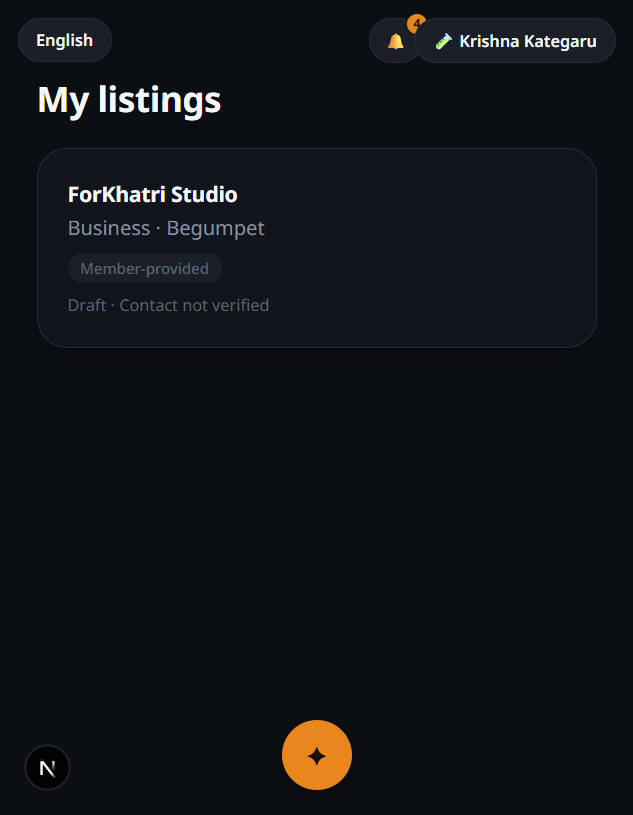 English
4
Krishna Kategaru
My listings
ForKhatri Studio
Business · Begumpet
Member-provided
Draft · Contact not verified
N